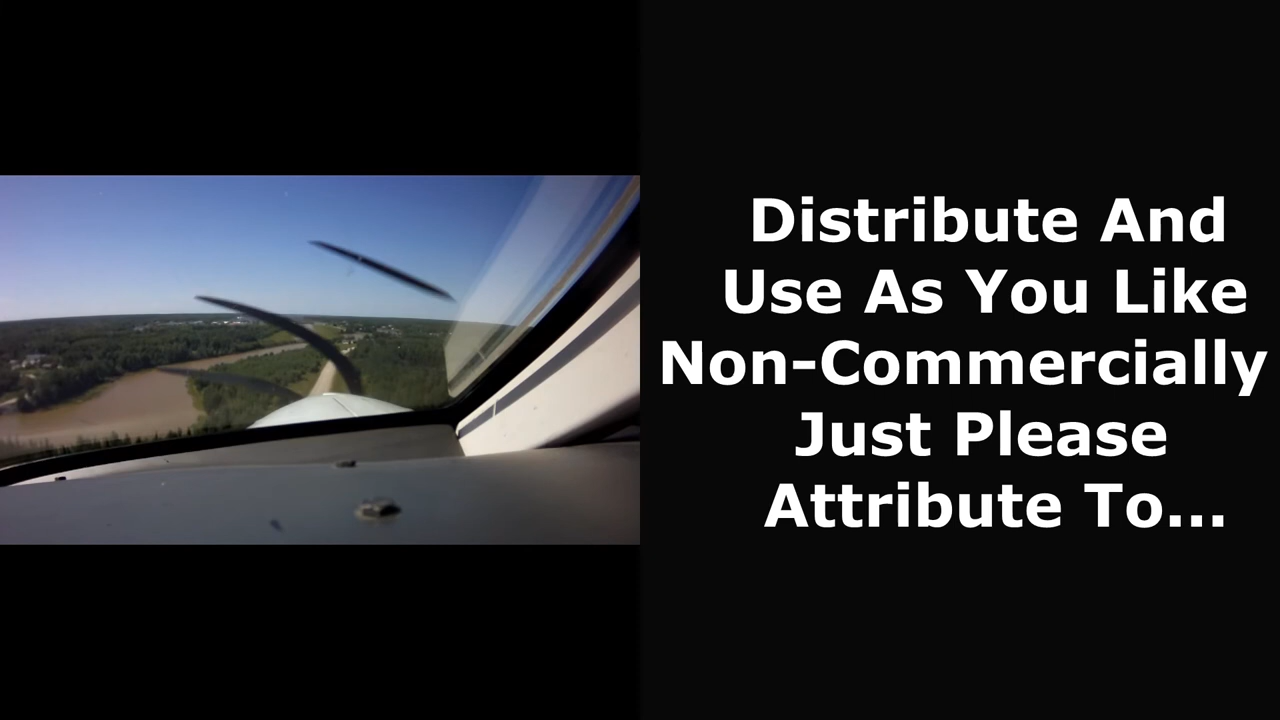 Distribute And
Use As You Like
Non-Commercially
Just Please
Attribute To...